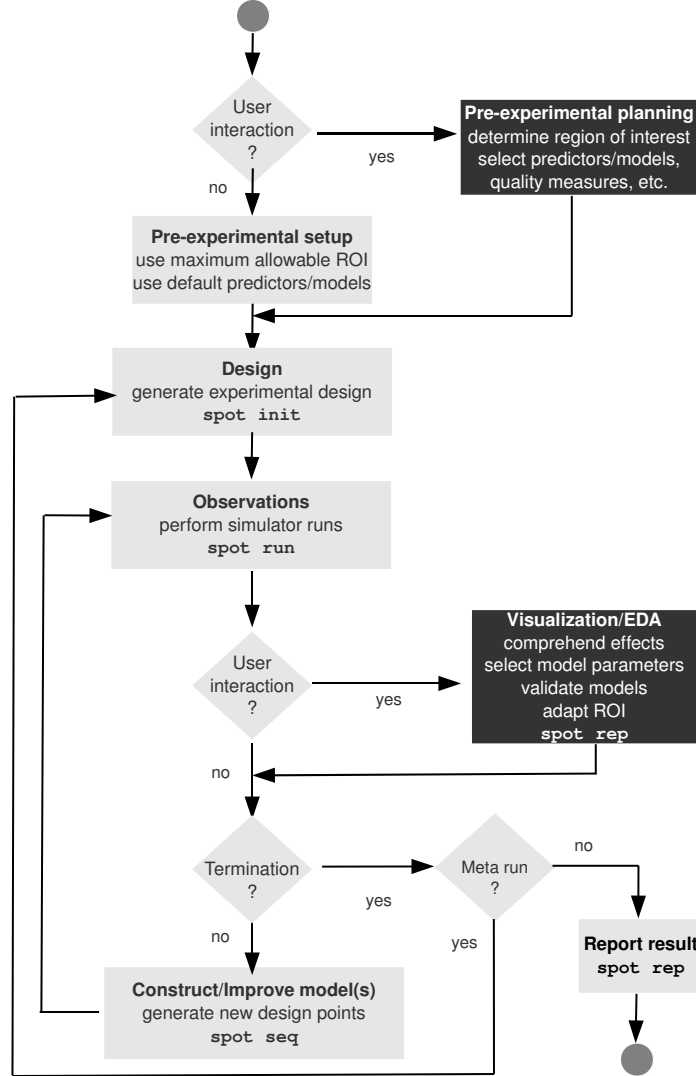 User
interaction
?
yes
no
Pre-experimental planning
determine region of interest
select predictors/models,
quality measures, etc.
Pre-experimental setup
use maximum allowable ROI
use default predictors/models
Design
generate experimental design
spot init
Observations
perform simulator runs
spot run
User
interaction
?
yes
no
Visualization/EDA
comprehend effects
select model parameters
validate models
adapt ROI
spot rep
Termination
?
yes
no
Meta run
?
no
yes
Report result
spot rep
Construct/Improve model(s)
generate new design points
spot seq